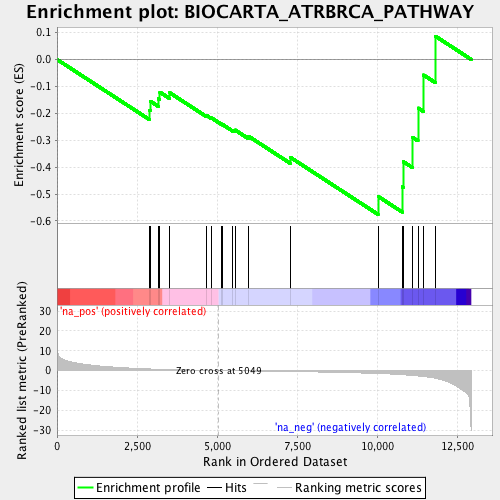 Enrichment plot: BIOCARTA_ATRBRCA_PATHWAY
Enrichment score (ES)
0.1
0.0
-0.1
-0.2
-0.3
-0.4
-0.5
-0.6
'na_pos' (positively correlated)
Ranked list metric (PreRanked)
30
20
10
0
-10
-20
-30
Zero cross at 5049
'na_neg' (negatively correlated)
0 2,500 5,000 7,500 10,000 12,500
Rank in Ordered Dataset
Enrichment profile Hits Ranking metric scores